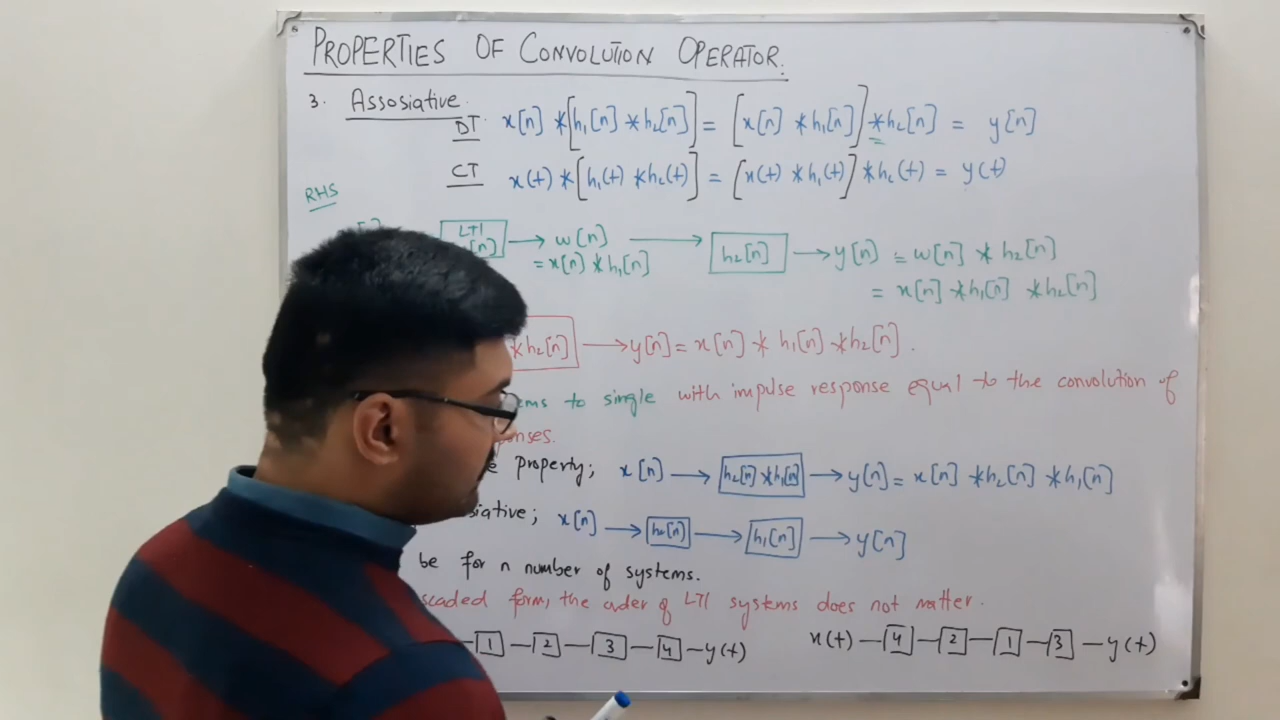 PROPERTIES OF CONVOLUTION OPERATOR.
3. Assosiative.
DT x[n] *[h₁[n] *h₂[n]] = [x[n] *h₁[n]] *h₂[n] = y[n]
CT x(t) *[h₁(t) *h₂(t)] = [x(t) *h₁(t)] *h₂(t) = y(t)
RHS
LTI → w[n] → h₂[n] → y[n] = w[n] * h₂[n]
= x[n] *h₁[n]
= x[n] *h₁[n] *h₂[n]
*h₂[n] → y[n] = x[n] * h₁[n] *h₂[n] .
to single with impulse response equal to the convolution of
property; x[n] → h₂[n] *h₁[n] → y[n] = x[n] *h₂[n] *h₁[n]
x[n] → h₂[n] → h₁[n] → y[n]
be for n number of systems.
form, the order of LTI systems does not matter.
1 2 3 4 y(t) x(t) 4 2 1 3 y(t)